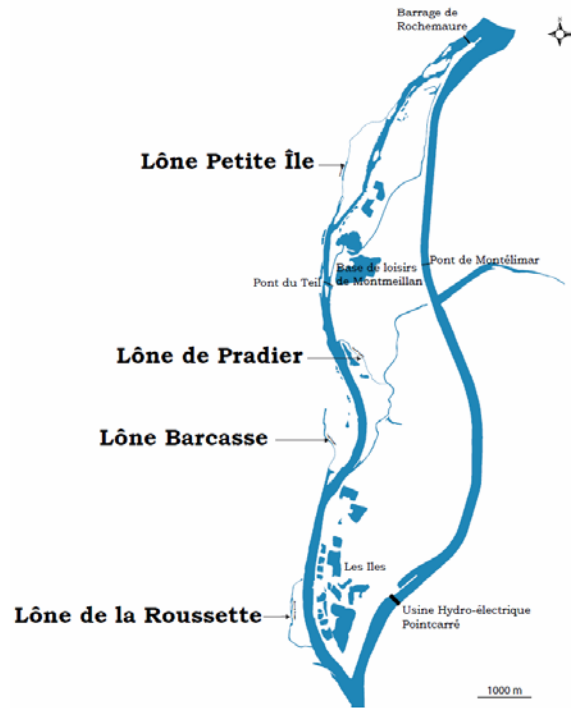 Barrage de
Rochemaure
N
Lône Petite Île
Pont de Montélimar
Base de loisirs
de Montmeillan
Pont du Teil
Lône de Pradier
Lône Barcasse
Les Iles
Lône de la Roussette
Usine Hydro-électrique
Pointcarré
1000 m